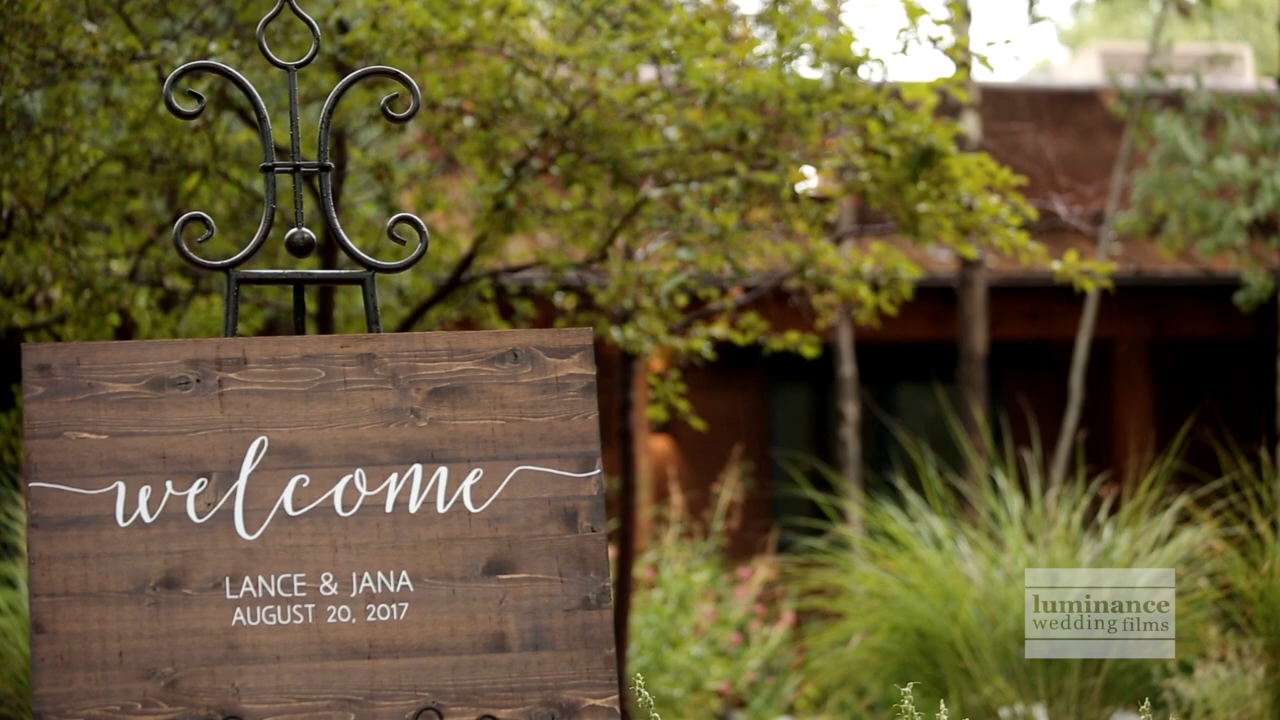 welcome
LANCE & JANA
AUGUST 20, 2017
luminance
wedding films